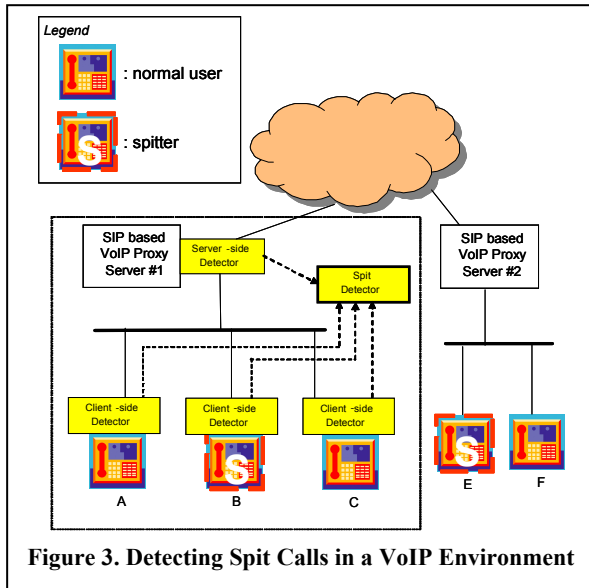 Legend
: normal user
S
: spitter
SIP based
VoIP Proxy
Server #1
Server -side
Detector
Spit
Detector
SIP based
VoIP Proxy
Server #2
Client -side
Detector
Client -side
Detector
Client -side
Detector
S
S
A
B
C
E
F
Figure 3. Detecting Spit Calls in a VoIP Environment